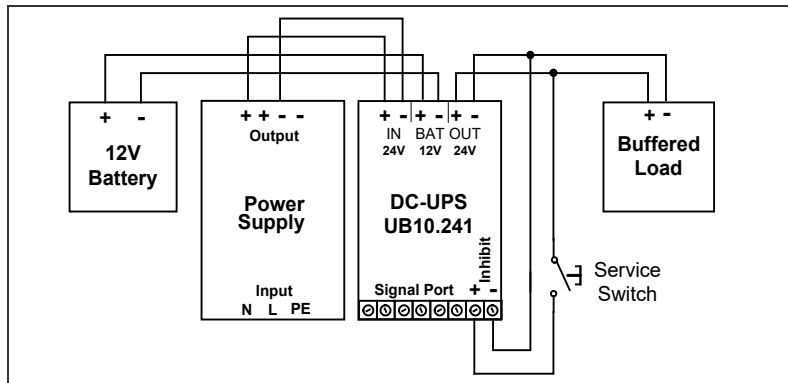 + -
12V
Battery
+ + - -
Output
Power
Supply
Input
N L PE
+ - + - + -
IN BAT OUT
24V 12V 24V
DC-UPS
UB10.241
Inhibit
Signal Port + -
+ -
Buffered
Load
Service
Switch